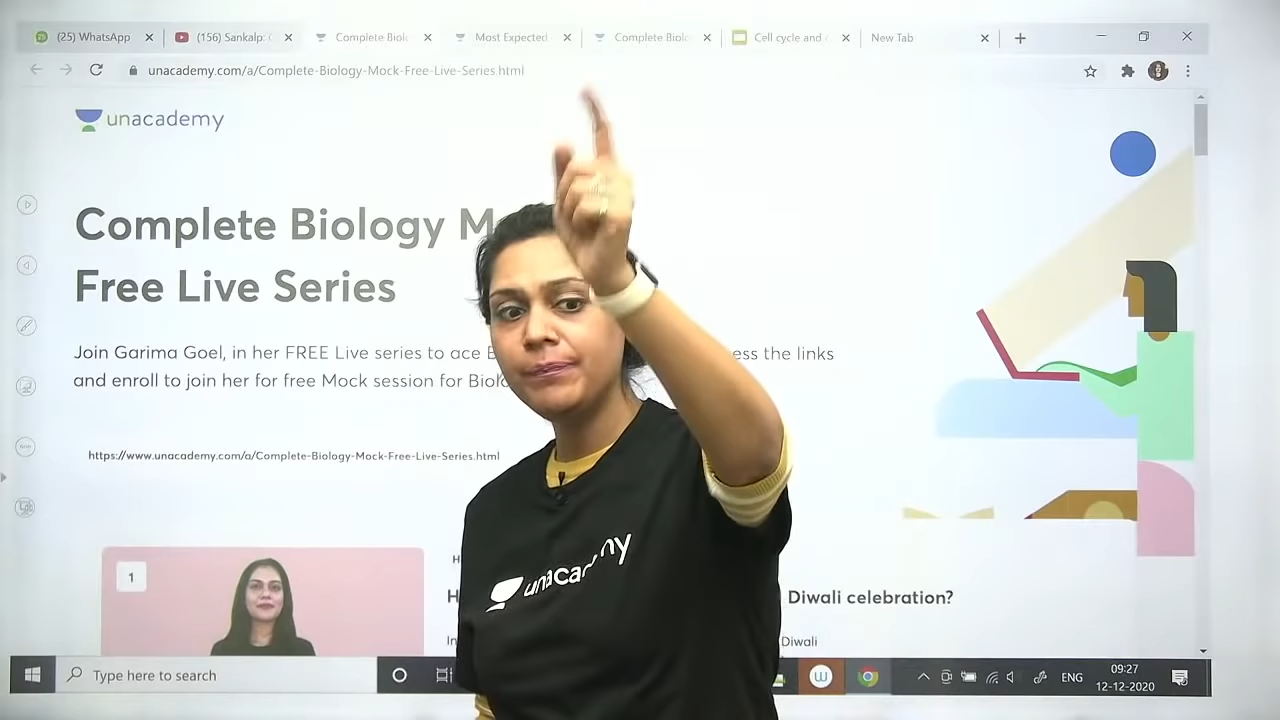 (25) WhatsApp
(156) Sankalp:
Complete Biol
Most Expected
Complete Biolo
Cell cycle and
New Tab
unacademy.com/a/Complete-Biology-Mock-Free-Live-Series.html
unacademy
Complete Biology M
Free Live Series
Join Garima Goel, in her FREE Live series to ace ess the links
and enroll to join her for free Mock session for Biol
https://www.unacademy.com/a/Complete-Biology-Mock-Free-Live-Series.html
1
H
H Diwali celebration?
In Diwali
unacademy
Type here to search
ENG
09:27
12-12-2020